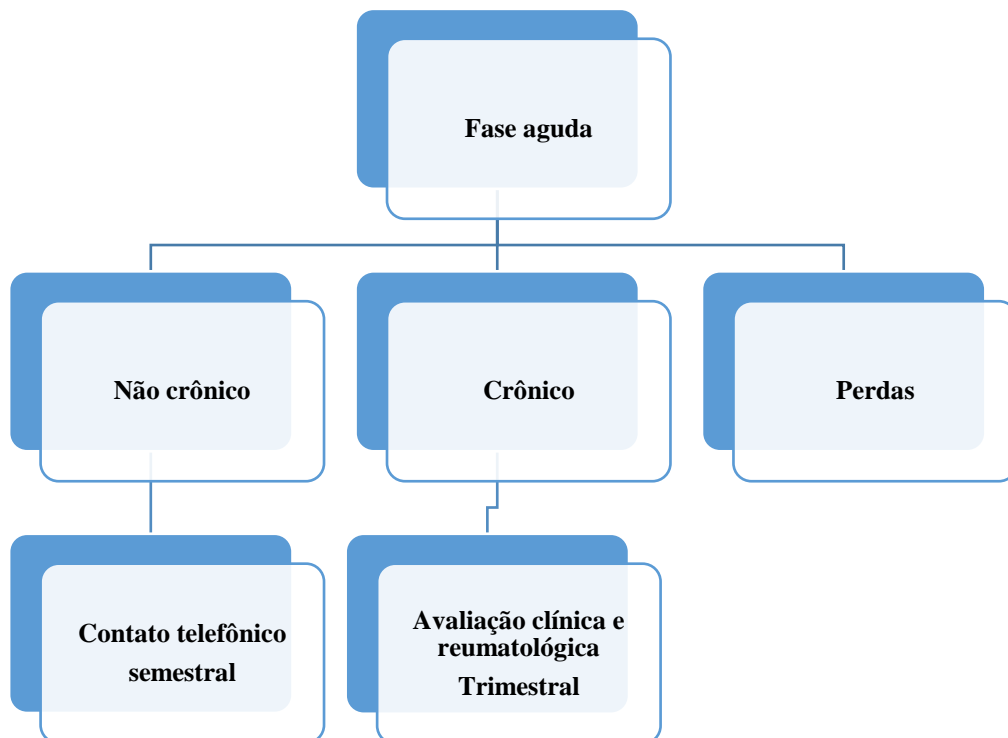 Fase aguda
Não crônico
Crônico
Perdas
Contato telefônico
semestral
Avaliação clínica e
reumatológica
Trimestral